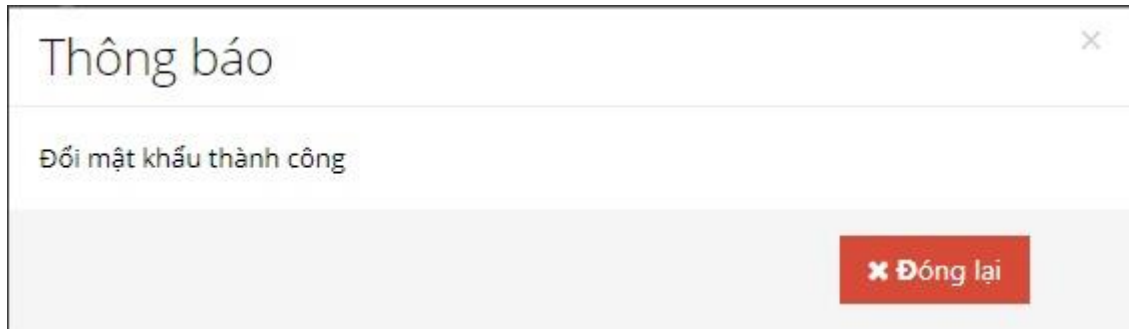 Thông báo
Đổi mật khẩu thành công
Đóng lại